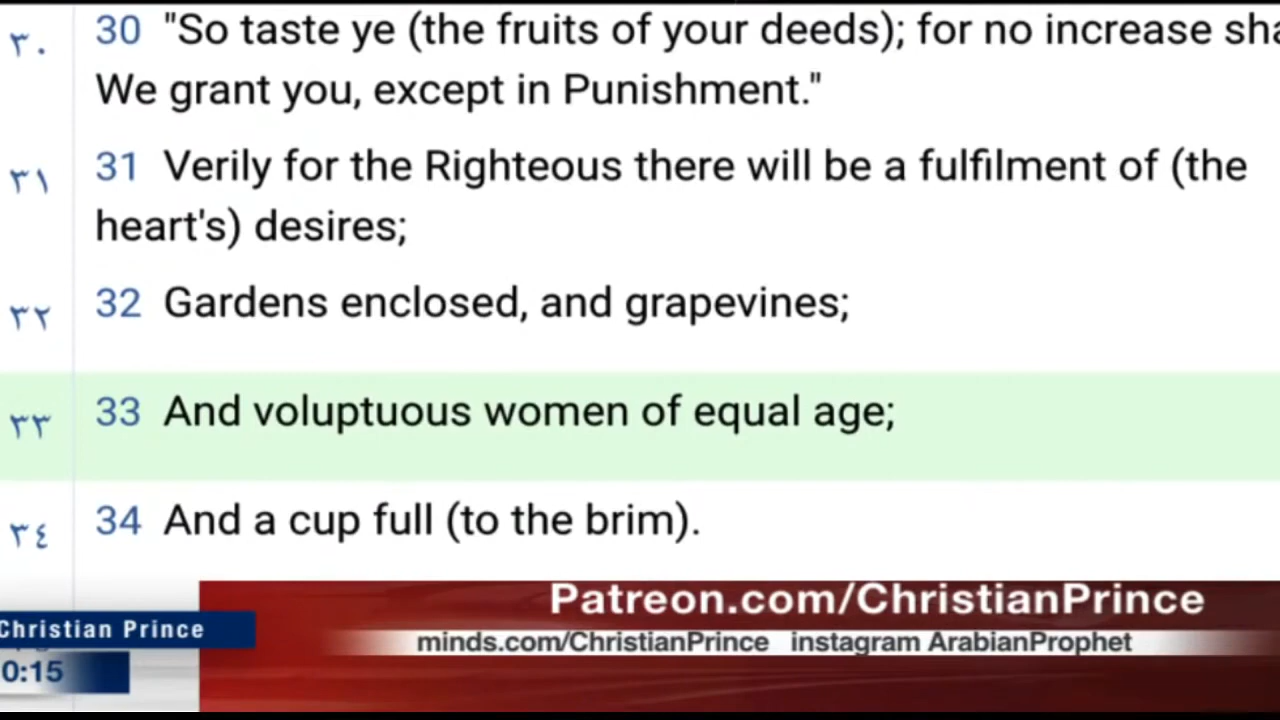 ٣٠ 30 "So taste ye (the fruits of your deeds); for no increase sha
We grant you, except in Punishment."
٣١ 31 Verily for the Righteous there will be a fulfilment of (the
heart's) desires;
٣٢ 32 Gardens enclosed, and grapevines;
٣٣ 33 And voluptuous women of equal age;
٣٤ 34 And a cup full (to the brim).
Patreon.com/ChristianPrince
Christian Prince
minds.com/ChristianPrince instagram ArabianProphet
0:15